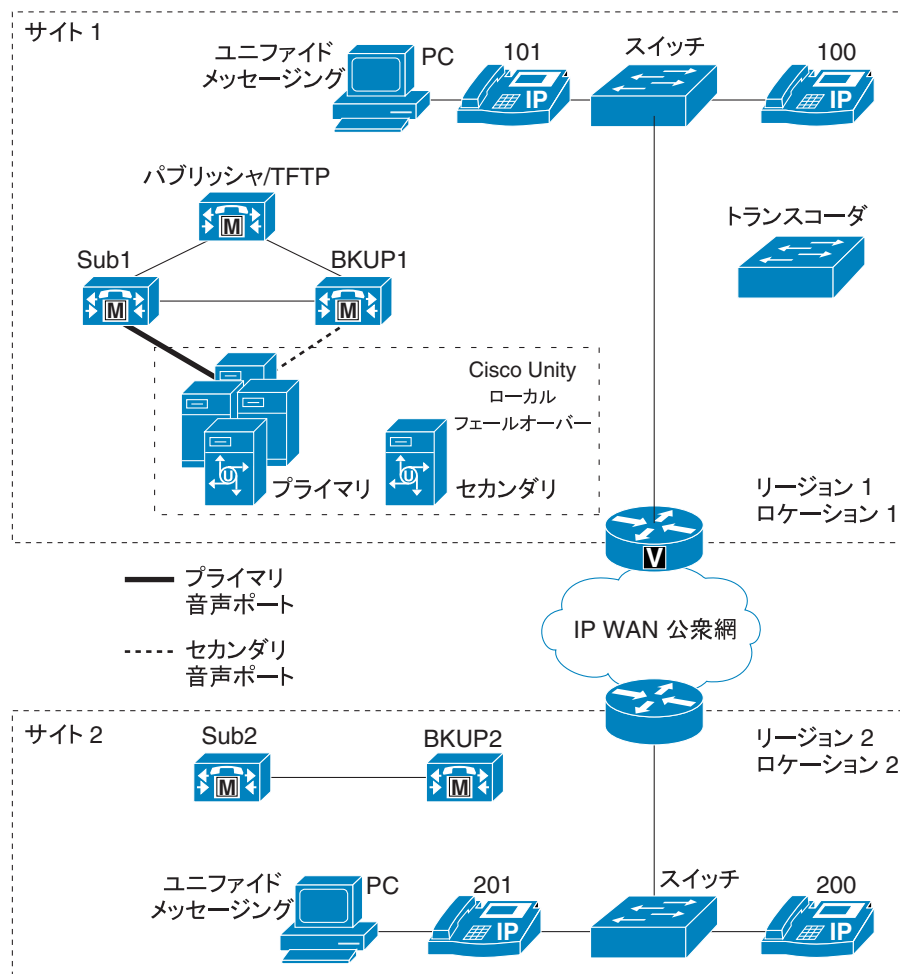 サイト 1
ユニファイド
メッセージング
PC
101
スイッチ
100
IP
IP
パブリッシャ/TFTP
M
トランスコーダ
Sub1
BKUP1
M
M
Cisco Unity
ローカル
フェールオーバー
U
プライマリ
U
セカンダリ
リージョン 1
ロケーション 1
V
プライマリ
音声ポート
IP WAN 公衆網
セカンダリ
音声ポート
サイト 2
Sub2
BKUP2
リージョン 2
ロケーション 2
M
M
ユニファイド
メッセージング
PC
201
スイッチ
200
IP
IP